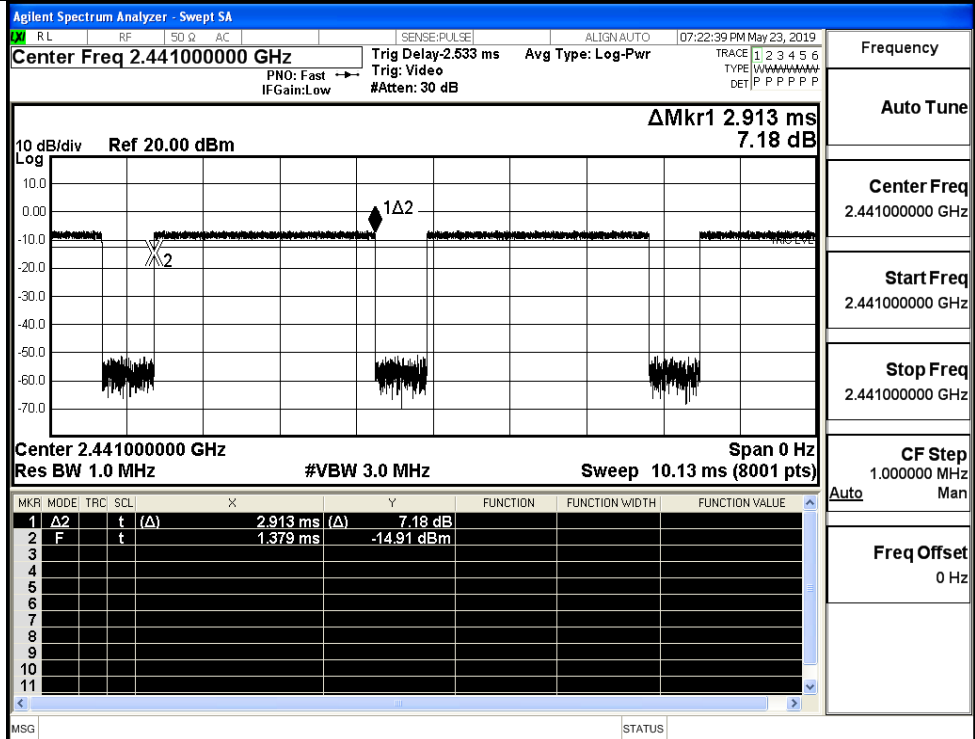 Agilent Spectrum Analyzer - Swept SA
LXI RL RF 50 Ω AC SENSE:PULSE ALIGN AUTO 07:22:39 PM May 23, 2019
Center Freq 2.441000000 GHz
PNO: Fast
IFGain:Low
Trig Delay-2.533 ms
Trig: Video
#Atten: 30 dB
Avg Type: Log-Pwr
TRACE 1 2 3 4 5 6
TYPE WWWWWW
DET P P P P P P
ΔMkr1 2.913 ms
7.18 dB
10 dB/div Ref 20.00 dBm
Log
10.0
0.00
-10.0
-20.0
-30.0
-40.0
-50.0
-60.0
-70.0
1Δ2
2
TRIG LVL
Center 2.441000000 GHz Span 0 Hz
Res BW 1.0 MHz #VBW 3.0 MHz Sweep 10.13 ms (8001 pts)
MKR MODE TRC SCL X Y FUNCTION FUNCTION WIDTH FUNCTION VALUE
1 Δ2 t (Δ) 2.913 ms (Δ) 7.18 dB
2 F t 1.379 ms -14.91 dBm
3
4
5
6
7
8
9
10
11
MSG STATUS
Frequency
Auto Tune
Center Freq
2.441000000 GHz
Start Freq
2.441000000 GHz
Stop Freq
2.441000000 GHz
CF Step
1.000000 MHz
Auto Man
Freq Offset
0 Hz